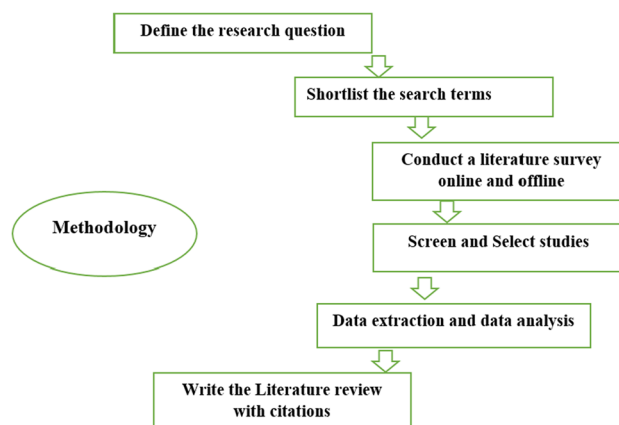 Define the research question
Shortlist the search terms
Conduct a literature survey
online and offline
Methodology
Screen and Select studies
Data extraction and data analysis
Write the Literature review
with citations